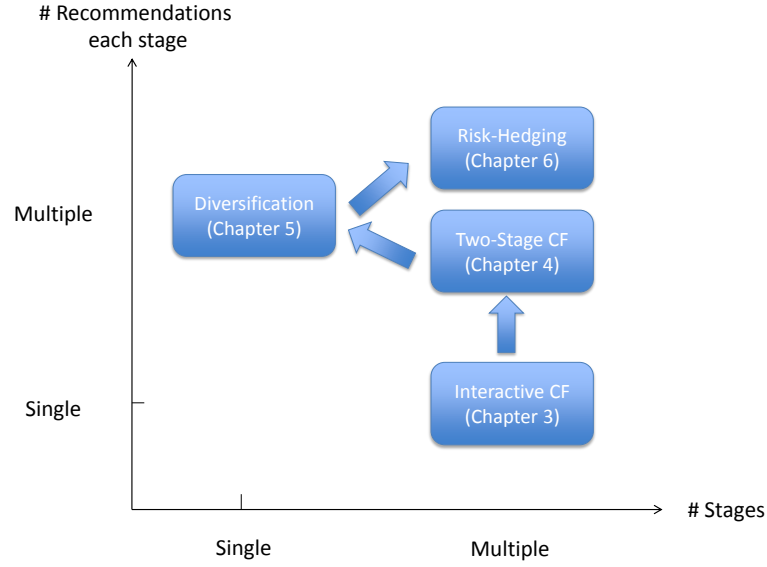 # Recommendations
each stage
Risk-Hedging
(Chapter 6)
Diversification
(Chapter 5)
Multiple
Two-Stage CF
(Chapter 4)
Interactive CF
(Chapter 3)
Single
# Stages
Single
Multiple